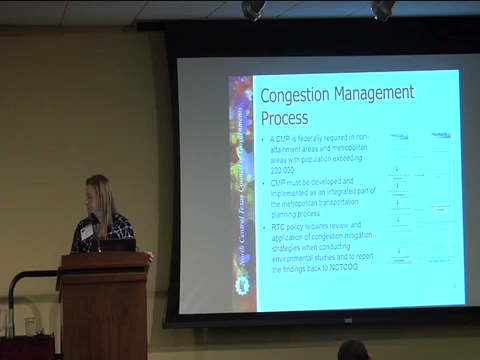 Congestion Management
Process
• A CMP is federally required in non-
attainment areas and metropolitan
areas with population exceeding
200,000
• CMP must be developed and
implemented as an integrated part of
the metropolitan transportation
planning process
• RTC policy requires review and
application of congestion mitigation
strategies when conducting
environmental studies and to report
the findings back to NCTCOG
North Central Texas Council of Governments